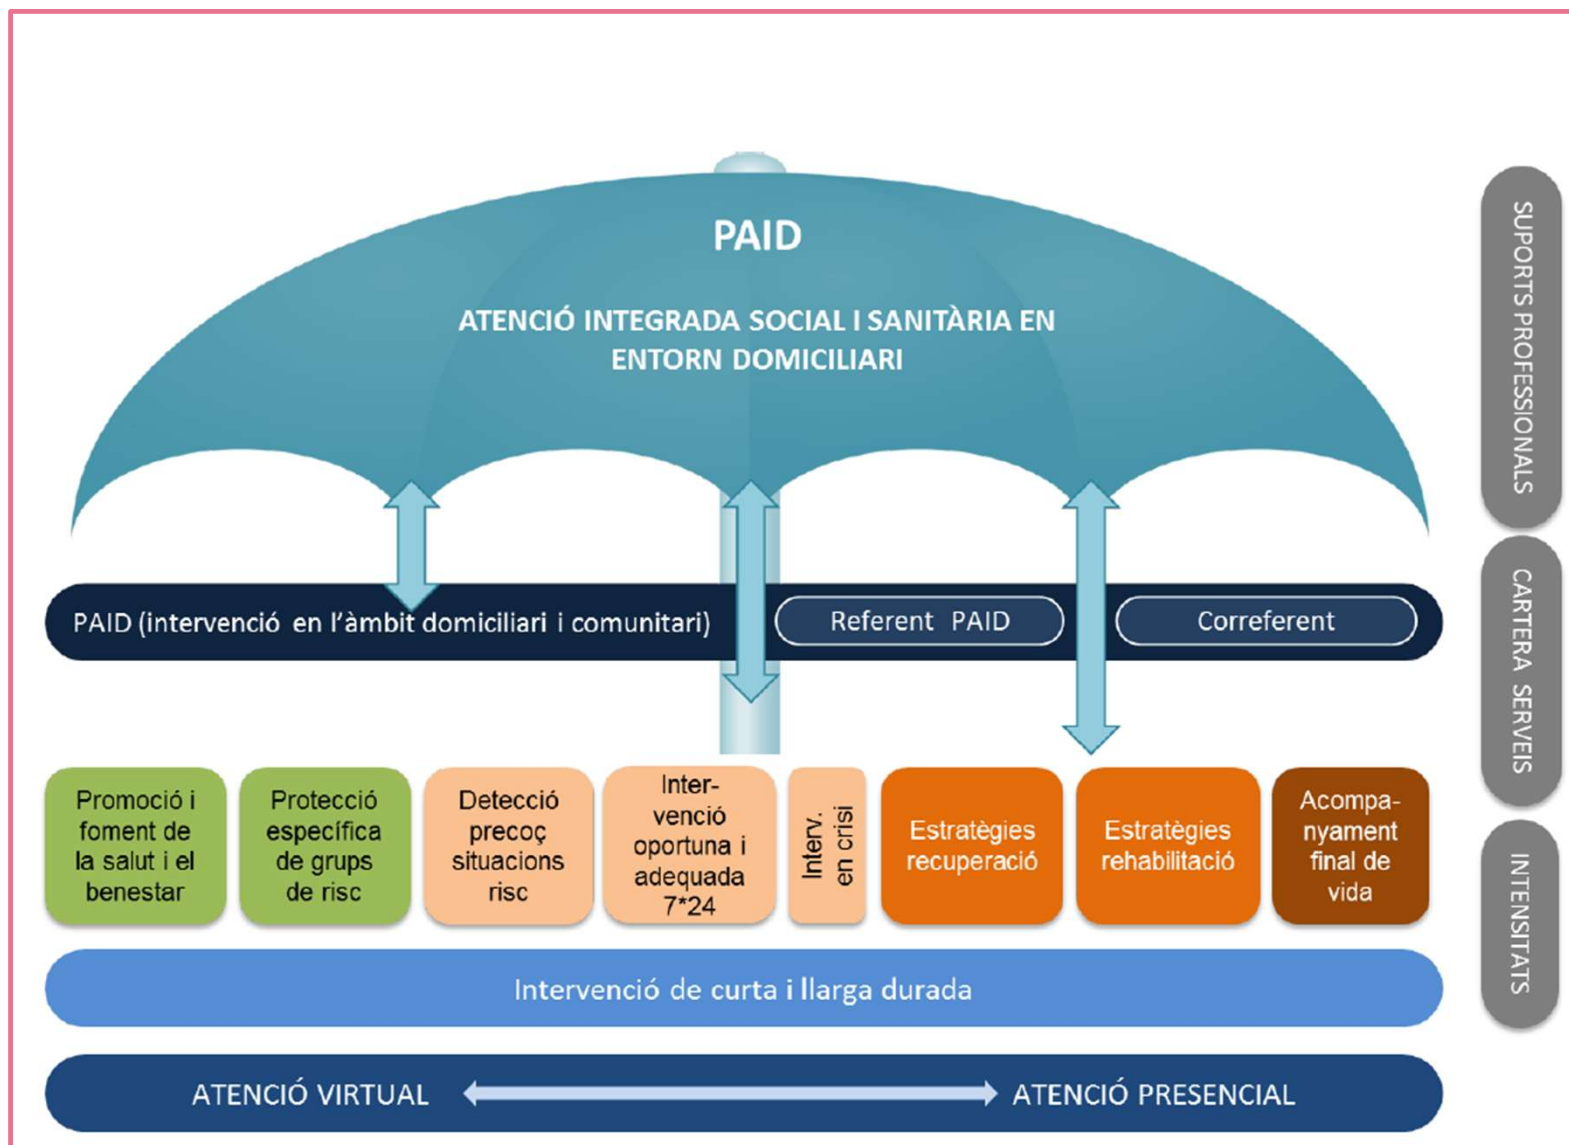 PAID
ATENCIÓ INTEGRADA SOCIAL I SANITÀRIA EN
ENTORN DOMICILIARI
PAID (intervenció en l'àmbit domiciliari i comunitari)
Referent PAID
Correferent
Promoció i
foment de
la salut i el
benestar
Protecció
específica
de grups
de risc
Detecció
precoç
situacions
risc
Inter-
venció
oportuna i
adequada
7*24
Interv.
en crisi
Estratègies
recuperació
Estratègies
rehabilitació
Acompa-
nyament
final de
vida
Intervenció de curta i llarga durada
ATENCIÓ VIRTUAL
ATENCIÓ PRESENCIAL
SUPORTS PROFESSIONALS
CARTERA SERVEIS
INTENSITATS